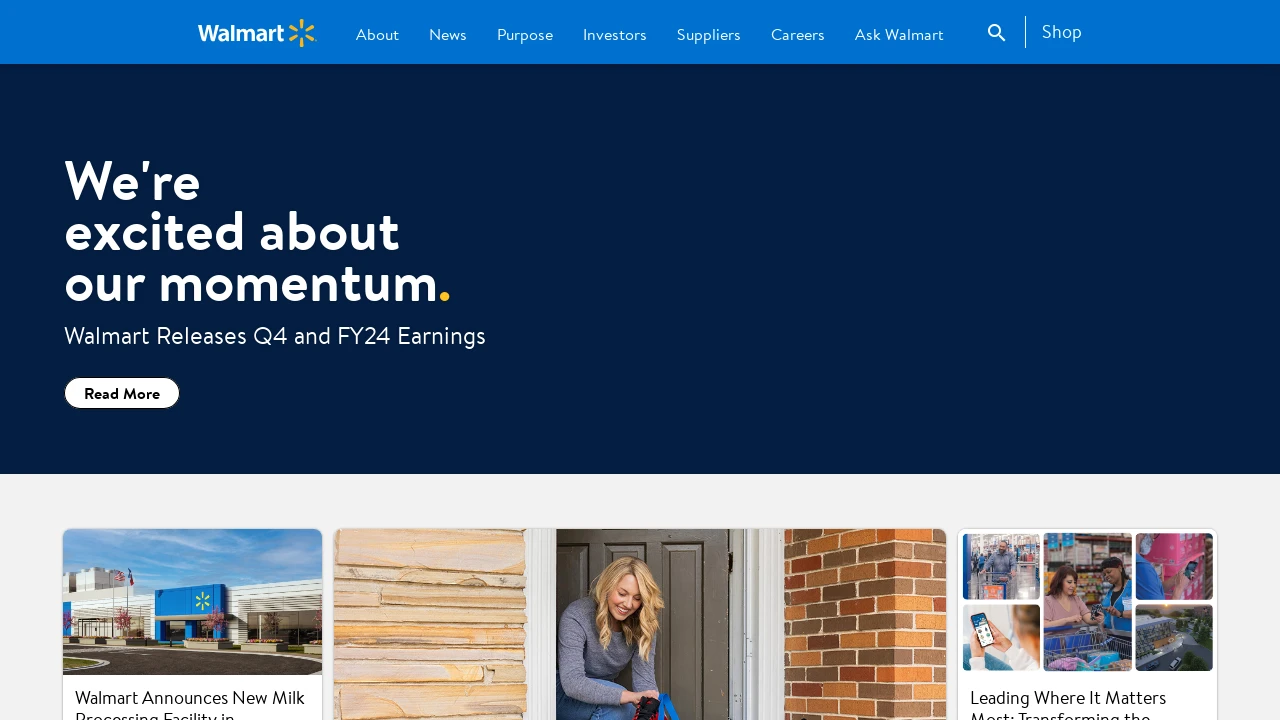 Walmart
About
News
Purpose
Investors
Suppliers
Careers
Ask Walmart
Shop
We're
excited about
our momentum.
Walmart Releases Q4 and FY24 Earnings
Read More
Walmart Announces New Milk
Processing Facility in
Leading Where It Matters
Most: Transforming the